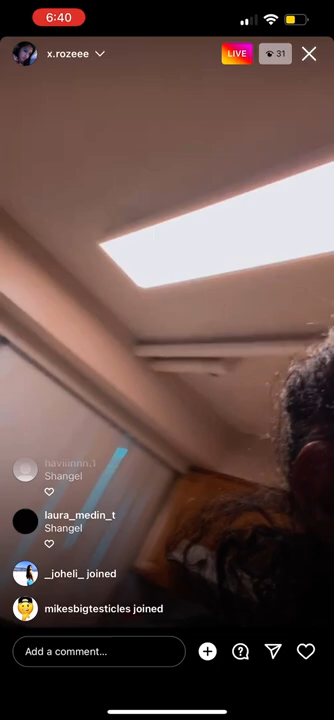 6:40
x.rozeee
LIVE
31
Shangel
laura_medin_t
Shangel
_joheli_ joined
mikesbigtesticles joined
Add a comment...